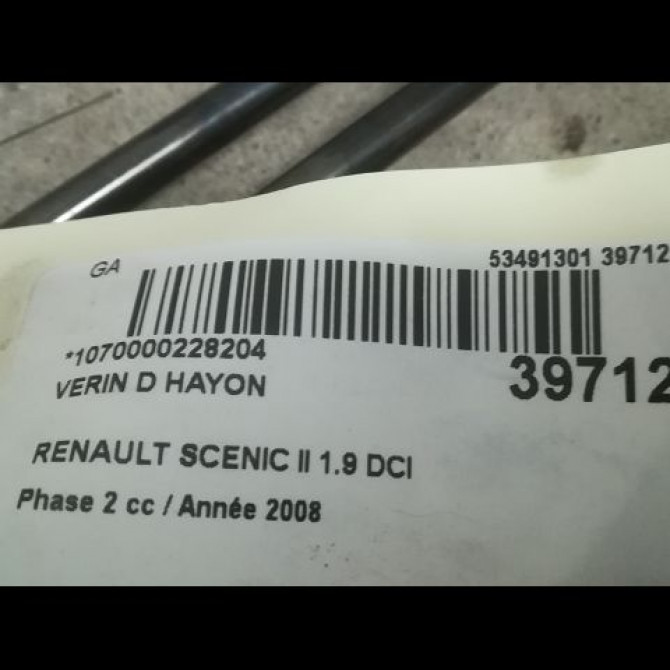 GA
53491301 39712
*1070000228204
VERIN D HAYON
39712
RENAULT SCENIC II 1.9 DCI
Phase 2 cc / Année 2008